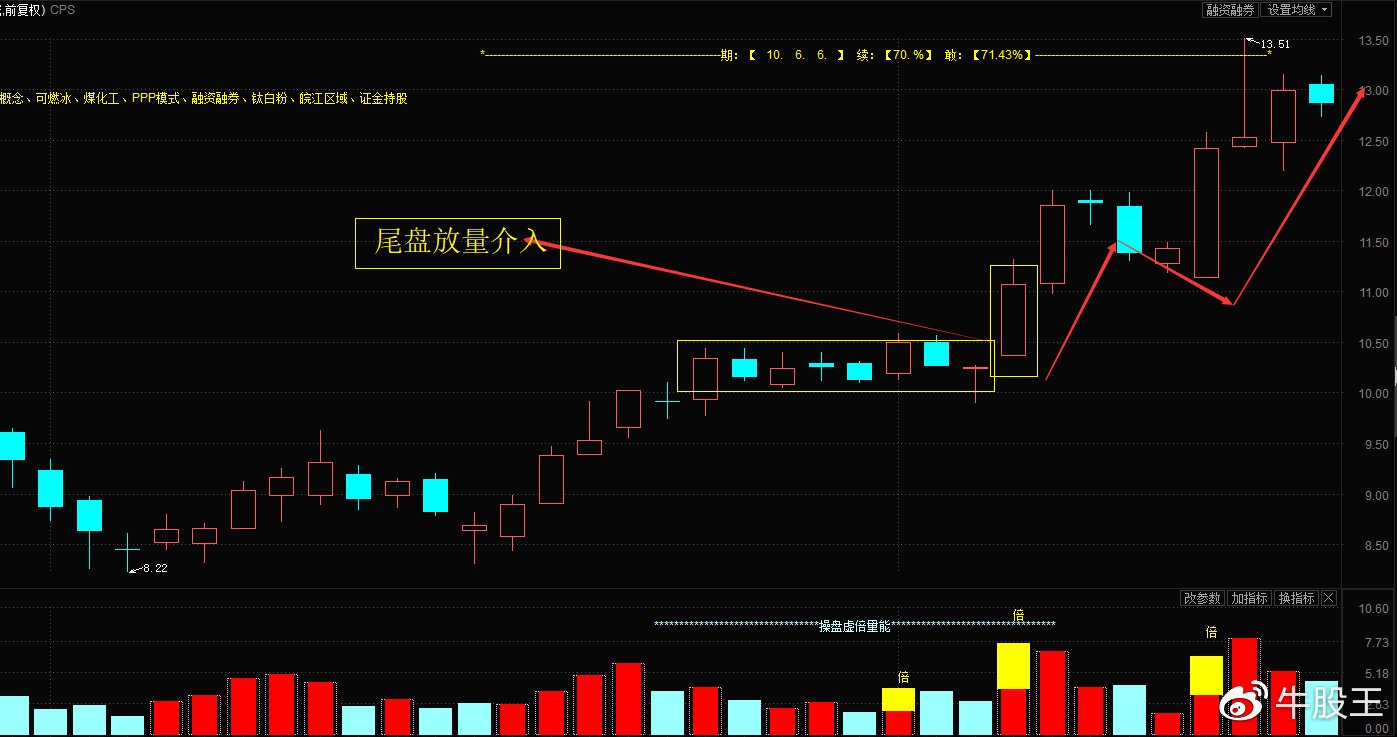 ,前复权) CPS
融资融券 设置均线
13.50
13.51
*期:【 10. 6. 6. 】 续:【70.%】 敢:【71.43%】*
13.00
概念、可燃冰、煤化工、PPP模式、融资融券、钛白粉、皖江区域、证金持股
12.50
12.00
11.50
尾盘放量介入
11.00
10.50
10.00
9.50
9.00
8.50
8.22
改参数 加指标 换指标
10.60
倍
操盘虚倍量能
倍
7.73
倍
5.18
牛股王
0.00